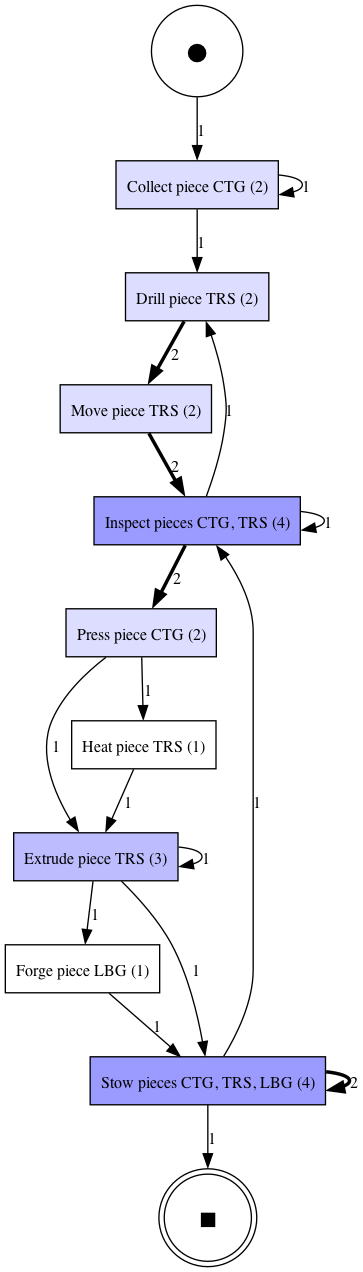 1
Collect piece CTG (2)
1
1
Drill piece TRS (2)
2
Move piece TRS (2)
1
2
Inspect pieces CTG, TRS (4)
1
2
Press piece CTG (2)
1
1
Heat piece TRS (1)
1
1
Extrude piece TRS (3)
1
1
1
Forge piece LBG (1)
1
Stow pieces CTG, TRS, LBG (4)
2
1